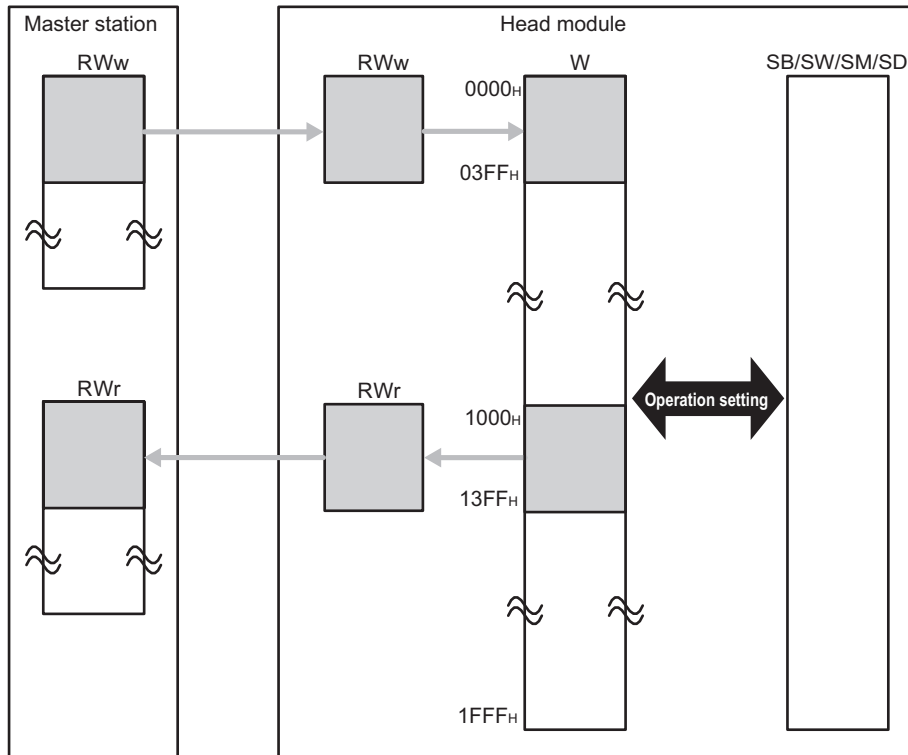 Master station
Head module
RWw
RWw
W
SB/SW/SM/SD
0000H
03FFH
RWr
RWr
1000H
Operation setting
13FFH
1FFFH